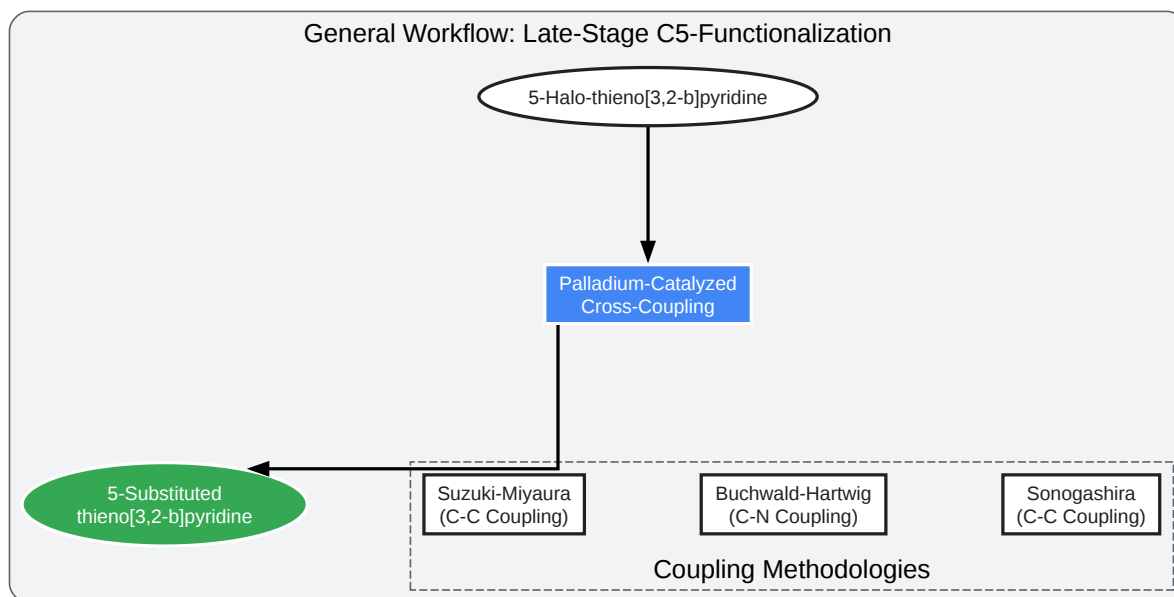 General Workflow: Late-Stage C5-Functionalization
5-Halo-thieno[3,2-b]pyridine
Palladium-Catalyzed
Cross-Coupling
5-Substituted
thieno[3,2-b]pyridine
Suzuki-Miyaura
(C-C Coupling)
Buchwald-Hartwig
(C-N Coupling)
Sonogashira
(C-C Coupling)
Coupling Methodologies